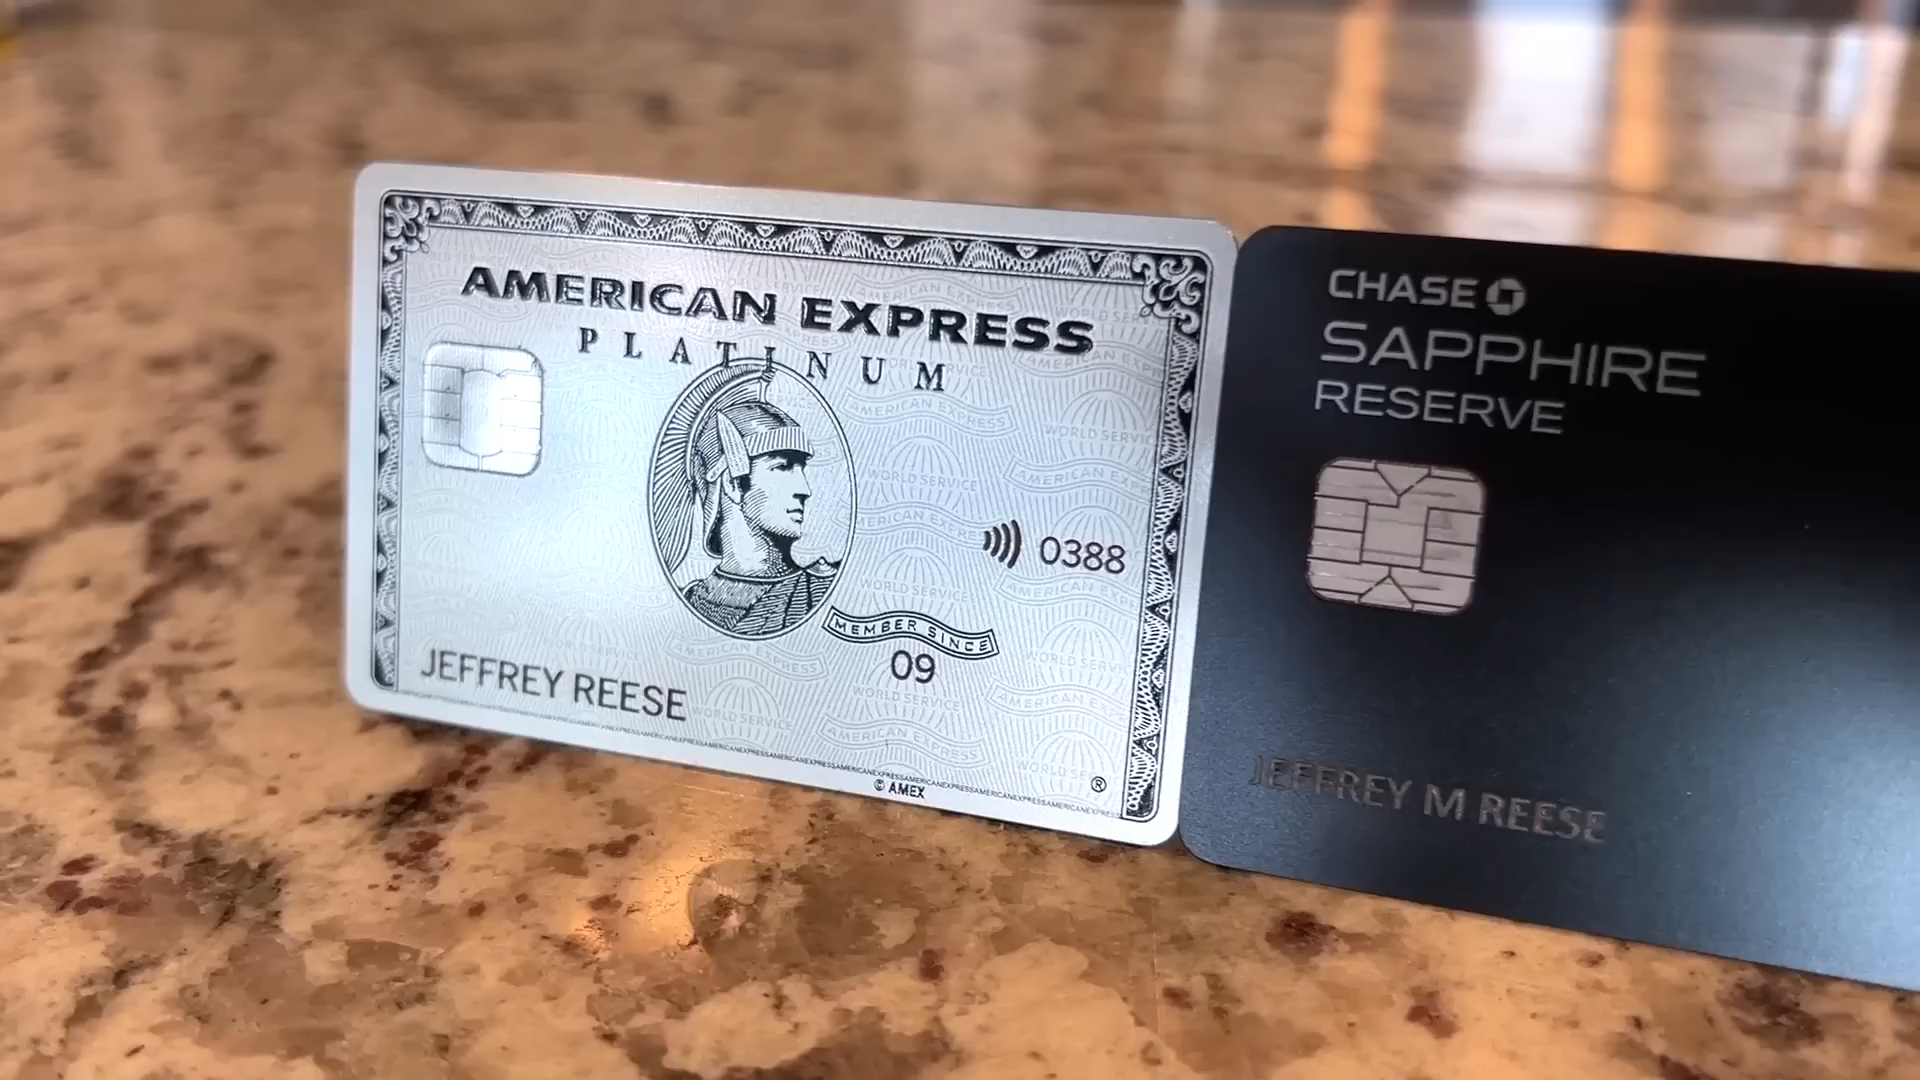 AMERICAN EXPRESS
PLATINUM
0388
MEMBER SINCE
09
JEFFREY REESE
© AMEX
®
CHASE
SAPPHIRE
RESERVE
JEFFREY M REESE